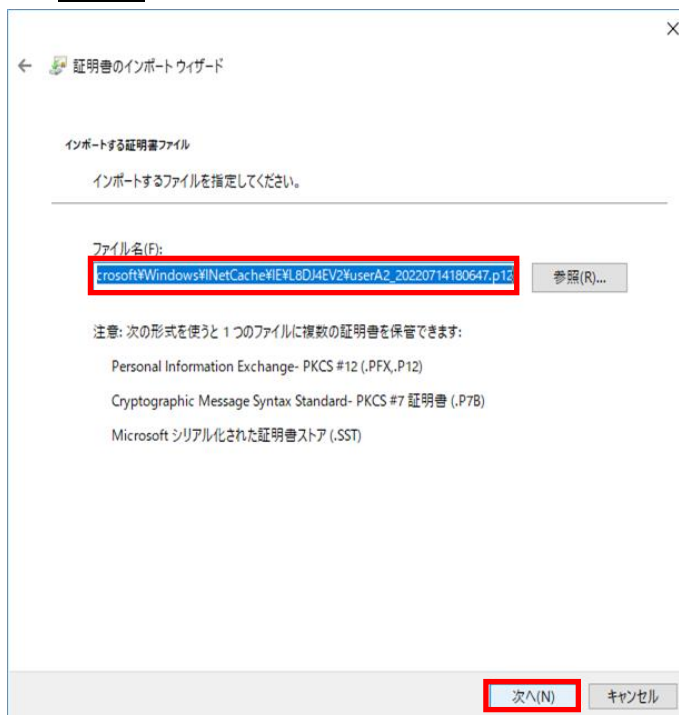 証明書のインポート ウィザード
インポートする証明書ファイル
インポートするファイルを指定してください。
ファイル名(F):
crosoft¥Windows¥INetCache¥IE¥L8DJ4EV2¥userA2_20220714180647.p12
参照(R)...
注意: 次の形式を使うと 1 つのファイルに複数の証明書を保管できます:
Personal Information Exchange- PKCS #12 (.PFX,.P12)
Cryptographic Message Syntax Standard- PKCS #7 証明書 (.P7B)
Microsoft シリアル化された証明書ストア (.SST)
次へ(N)
キャンセル